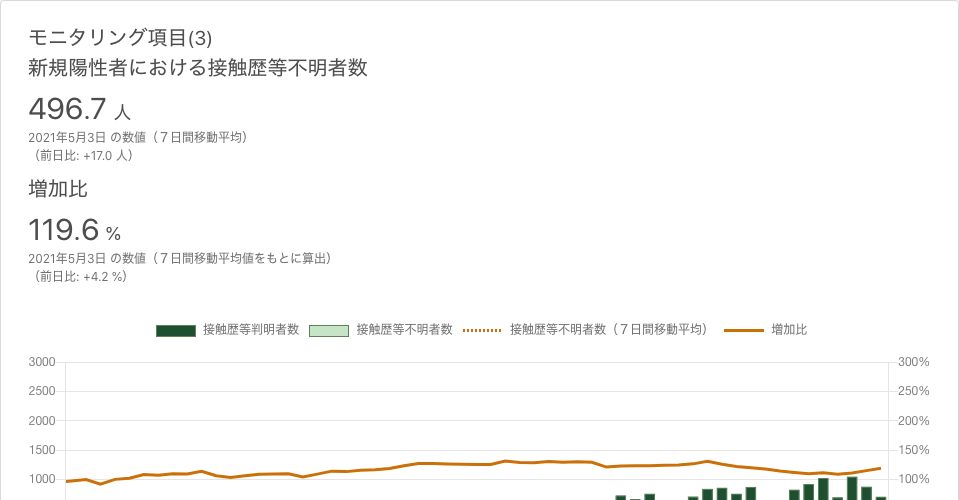 モニタリング項目(3)
新規陽性者における接触歴等不明者数
496.7 人
2021年5月3日 の数値（７日間移動平均）
（前日比: +17.0 人）
増加比
119.6 %
2021年5月3日 の数値（７日間移動平均値をもとに算出）
（前日比: +4.2 %）
接触歴等判明者数 接触歴等不明者数 接触歴等不明者数（７日間移動平均） 増加比
3000 300%
2500 250%
2000 200%
1500 150%
1000 100%